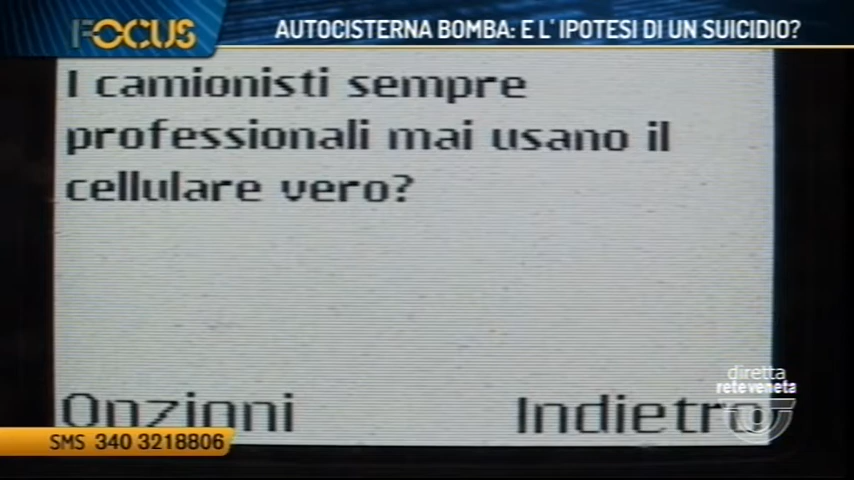 FOCUS
AUTOCISTERNA BOMBA: E L' IPOTESI DI UN SUICIDIO?
I camionisti sempre
professionali mai usano il
cellulare vero?
Opzioni
Indietro
diretta
reteveneta
SMS 340 3218806